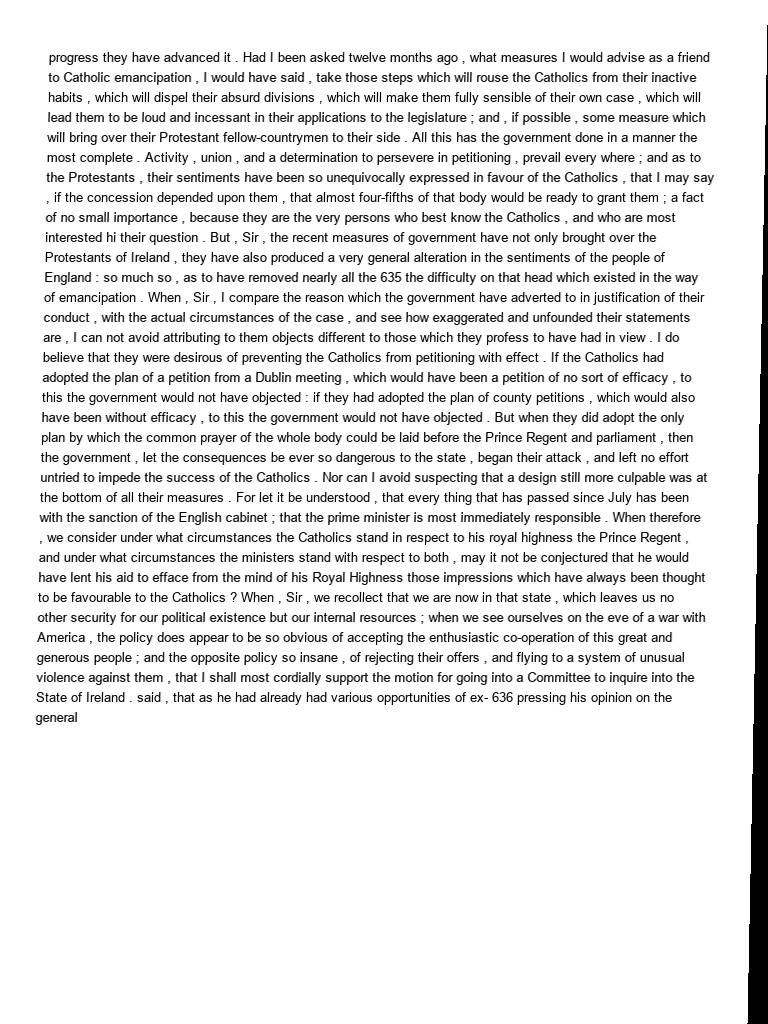 progress they have advanced it . Had I been asked twelve months ago , what measures I would advise as a friend
to Catholic emancipation , I would have said , take those steps which will rouse the Catholics from their inactive
habits , which will dispel their absurd divisions , which will make them fully sensible of their own case , which will
lead them to be loud and incessant in their applications to the legislature ; and , if possible , some measure which
will bring over their Protestant fellow-countrymen to their side . All this has the government done in a manner the
most complete . Activity , union , and a determination to persevere in petitioning , prevail every where ; and as to
the Protestants , their sentiments have been so unequivocally expressed in favour of the Catholics , that I may say
, if the concession depended upon them , that almost four-fifths of that body would be ready to grant them ; a fact
of no small importance , because they are the very persons who best know the Catholics , and who are most
interested hi their question . But , Sir , the recent measures of government have not only brought over the
Protestants of Ireland , they have also produced a very general alteration in the sentiments of the people of
England : so much so , as to have removed nearly all the 635 the difficulty on that head which existed in the way
of emancipation . When , Sir , I compare the reason which the government have adverted to in justification of their
conduct , with the actual circumstances of the case , and see how exaggerated and unfounded their statements
are , I can not avoid attributing to them objects different to those which they profess to have had in view . I do
believe that they were desirous of preventing the Catholics from petitioning with effect . If the Catholics had
adopted the plan of a petition from a Dublin meeting , which would have been a petition of no sort of efficacy , to
this the government would not have objected : if they had adopted the plan of county petitions , which would also
have been without efficacy , to this the government would not have objected . But when they did adopt the only
plan by which the common prayer of the whole body could be laid before the Prince Regent and parliament , then
the government , let the consequences be ever so dangerous to the state , began their attack , and left no effort
untried to impede the success of the Catholics . Nor can I avoid suspecting that a design still more culpable was at
the bottom of all their measures . For let it be understood , that every thing that has passed since July has been
with the sanction of the English cabinet ; that the prime minister is most immediately responsible . When therefore
, we consider under what circumstances the Catholics stand in respect to his royal highness the Prince Regent ,
and under what circumstances the ministers stand with respect to both , may it not be conjectured that he would
have lent his aid to efface from the mind of his Royal Highness those impressions which have always been thought
to be favourable to the Catholics ? When , Sir , we recollect that we are now in that state , which leaves us no
other security for our political existence but our internal resources ; when we see ourselves on the eve of a war with
America , the policy does appear to be so obvious of accepting the enthusiastic co-operation of this great and
generous people ; and the opposite policy so insane , of rejecting their offers , and flying to a system of unusual
violence against them , that I shall most cordially support the motion for going into a Committee to inquire into the
State of Ireland . said , that as he had already had various opportunities of ex- 636 pressing his opinion on the
general